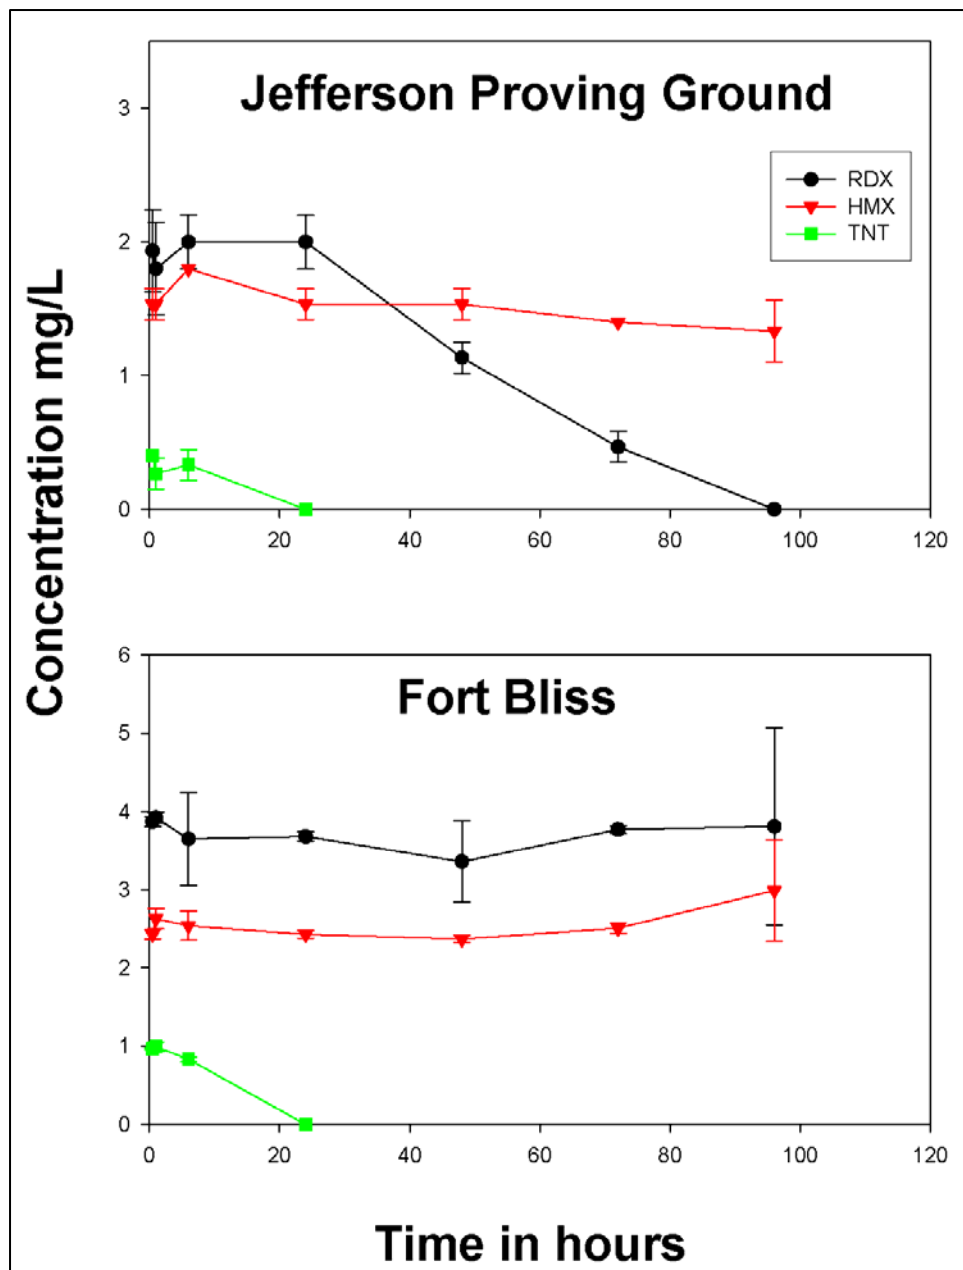 Jefferson Proving Ground
3
2
1
0
RDX
HMX
TNT
0 20 40 60 80 100 120
Concentration mg/L
Fort Bliss
6
5
4
3
2
1
0
0 20 40 60 80 100 120
Time in hours